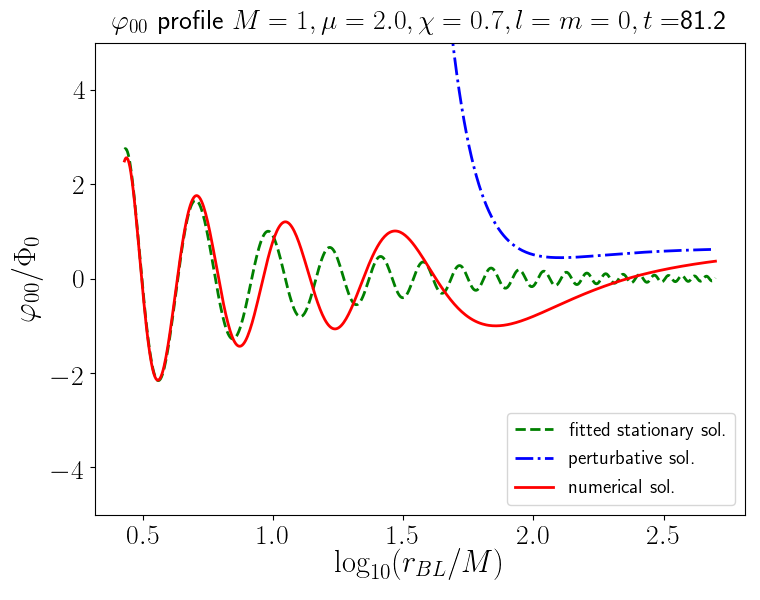 φ₀₀ profile M = 1, μ = 2.0, χ = 0.7, l = m = 0, t =81.2
φ₀₀/Φ₀
4
2
0
−2
−4
fitted stationary sol.
perturbative sol.
numerical sol.
0.5 1.0 1.5 2.0 2.5
log₁₀(r_BL/M)